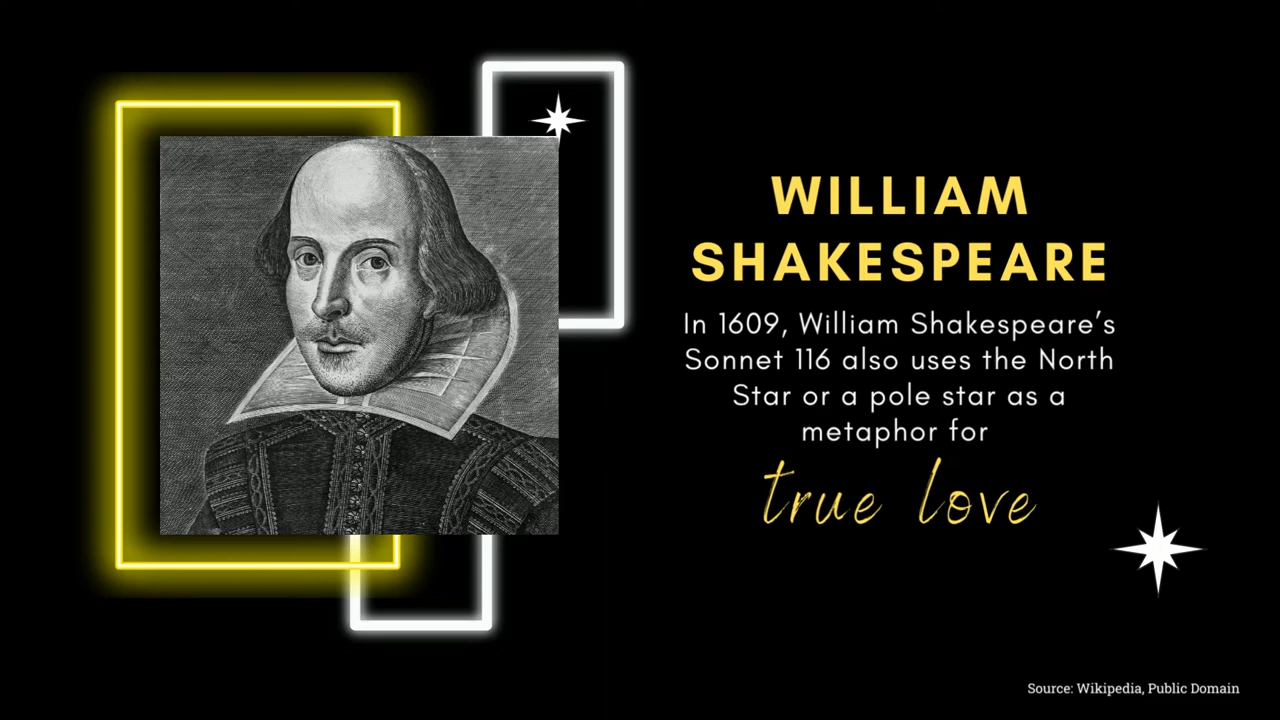 WILLIAM
SHAKESPEARE
In 1609, William Shakespeare’s
Sonnet 116 also uses the North
Star or a pole star as a
metaphor for
true love
Source: Wikipedia, Public Domain